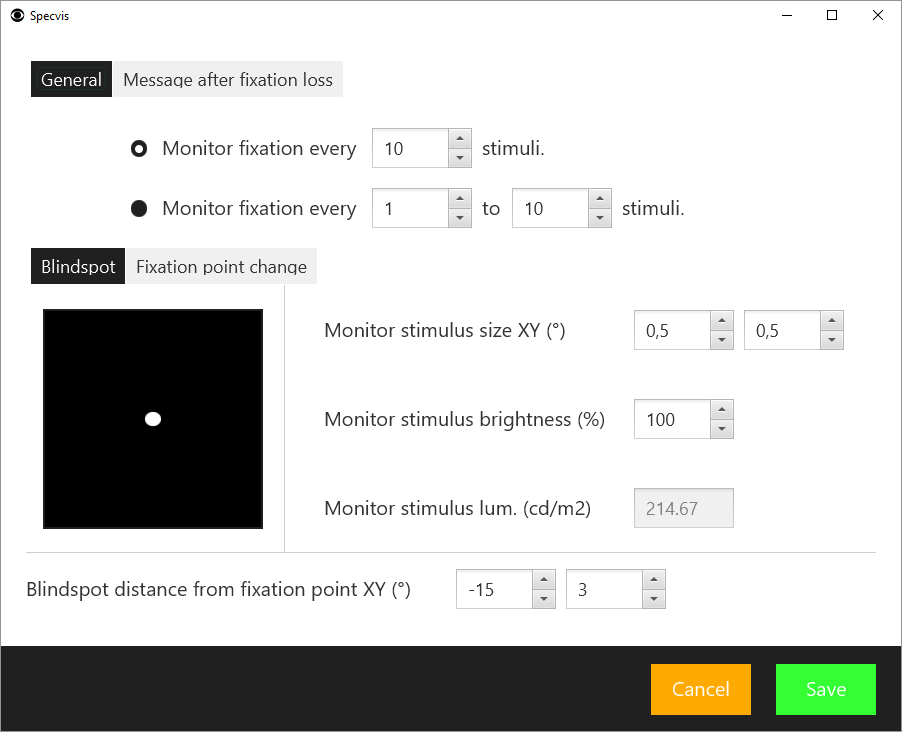 Specvis
General Message after fixation loss
Monitor fixation every 10 stimuli.
Monitor fixation every 1 to 10 stimuli.
Blindspot Fixation point change
Monitor stimulus size XY (°) 0,5 0,5
Monitor stimulus brightness (%) 100
Monitor stimulus lum. (cd/m2) 214.67
Blindspot distance from fixation point XY (°) -15 3
Cancel Save